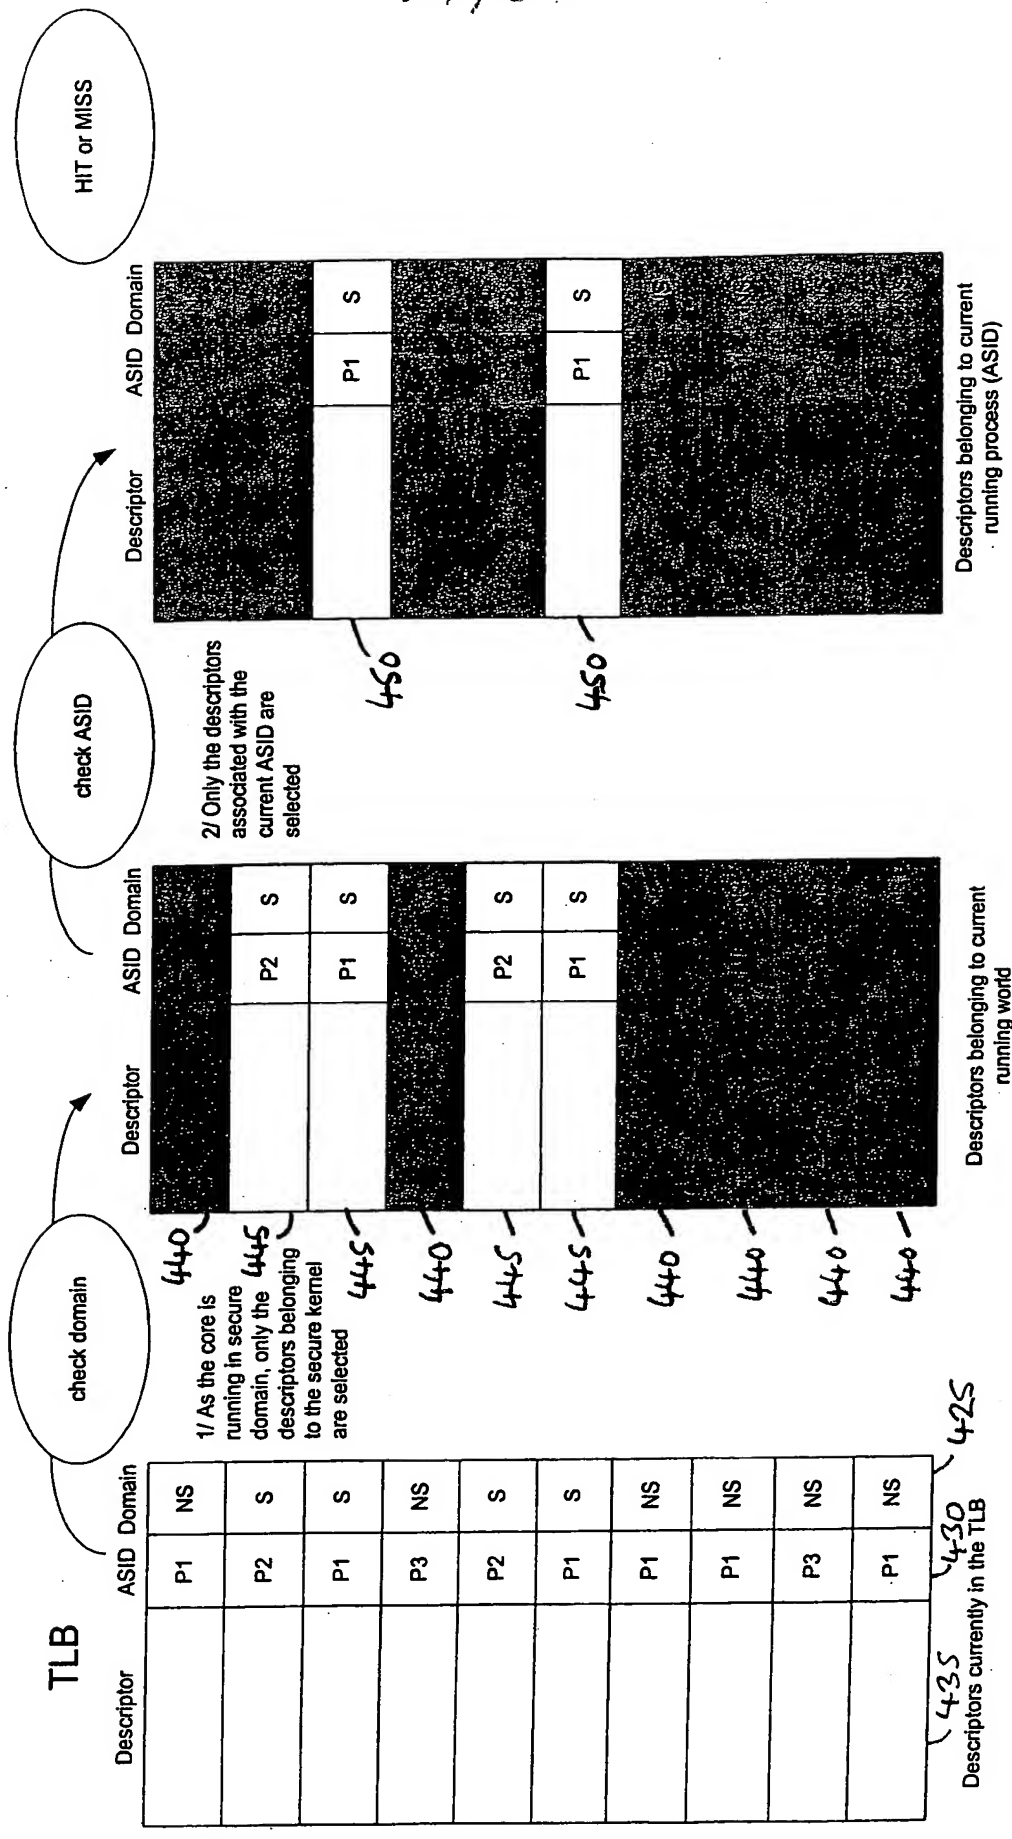 TLB
check domain
check ASID
HIT or MISS
Descriptor ASID Domain
P1 NS
P2 S
P1 S
P3 NS
P2 S
P1 S
P1 NS
P1 NS
P3 NS
P1 NS
435 430 425
Descriptors currently in the TLB
1/ As the core is
running in secure
domain, only the
descriptors belonging
to the secure kernel
are selected
Descriptor ASID Domain
440
445 P2 S
445 P1 S
440
445 P2 S
445 P1 S
440
440
440
440
Descriptors belonging to current
running world
2/ Only the descriptors
associated with the
current ASID are
selected
Descriptor ASID Domain
450 P1 S
450 P1 S
NS
NS
NS
NS
Descriptors belonging to current
running process (ASID)